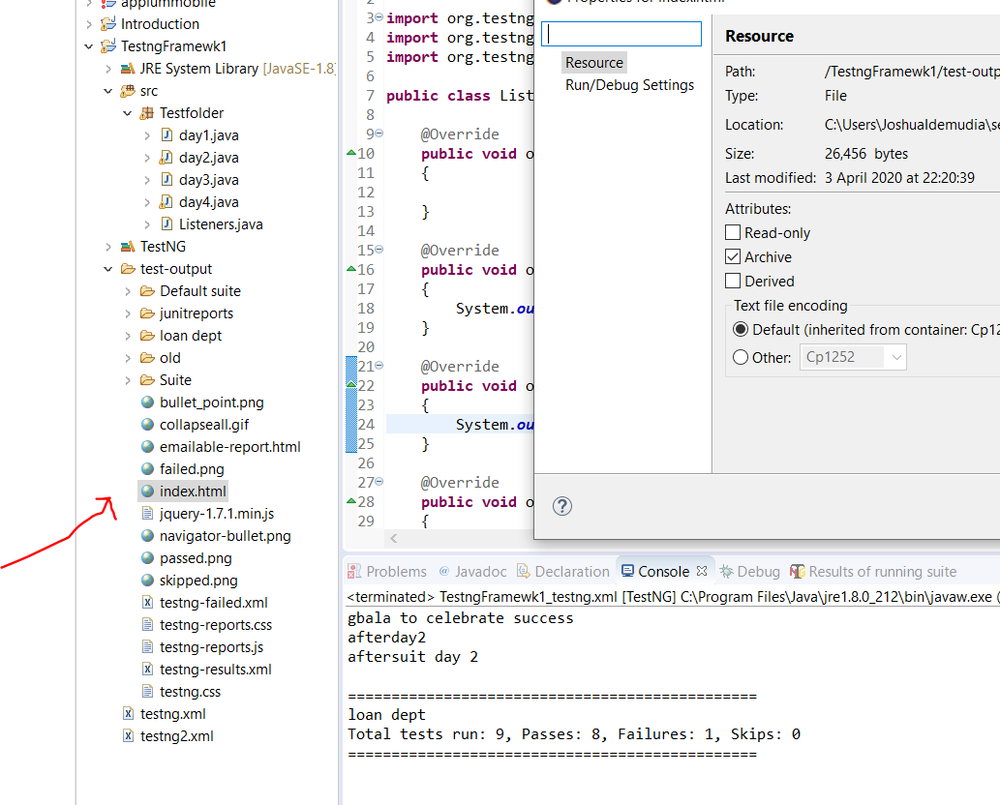 appiummobile
Introduction
TestngFramewk1
JRE System Library [JavaSE-1.8]
src
Testfolder
day1.java
day2.java
day3.java
day4.java
Listeners.java
TestNG
test-output
Default suite
junitreports
loan dept
old
Suite
bullet_point.png
collapseall.gif
emailable-report.html
failed.png
index.html
jquery-1.7.1.min.js
navigator-bullet.png
passed.png
skipped.png
testng-failed.xml
testng-reports.css
testng-reports.js
testng-results.xml
testng.css
testng.xml
testng2.xml
2
3 import org.testng
4 import org.testng
5 import org.testng
6
7 public class List
8
9 @Override
10 public void o
11 {
12
13 }
14
15 @Override
16 public void o
17 {
18 System.ou
19 }
20
21 @Override
22 public void o
23 {
24 System.ou
25 }
26
27 @Override
28 public void o
29 {
Properties for index.html
Resource
Run/Debug Settings
Resource
Path: /TestngFramewk1/test-outp
Type: File
Location: C:\Users\JoshuaIdemudia\se
Size: 26,456 bytes
Last modified: 3 April 2020 at 22:20:39
Attributes:
Read-only
Archive
Derived
Text file encoding
Default (inherited from container: Cp12
Other: Cp1252
?
Problems @ Javadoc Declaration Console Debug Results of running suite
<terminated> TestngFramewk1_testng.xml [TestNG] C:\Program Files\Java\jre1.8.0_212\bin\javaw.exe (
gbala to celebrate success
afterday2
aftersuit day 2
===============================================
loan dept
Total tests run: 9, Passes: 8, Failures: 1, Skips: 0
===============================================